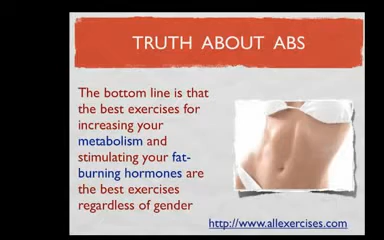 TRUTH ABOUT ABS
The bottom line is that
the best exercises for
increasing your
metabolism and
stimulating your fat-
burning hormones are
the best exercises
regardless of gender
http://www.allexercises.com